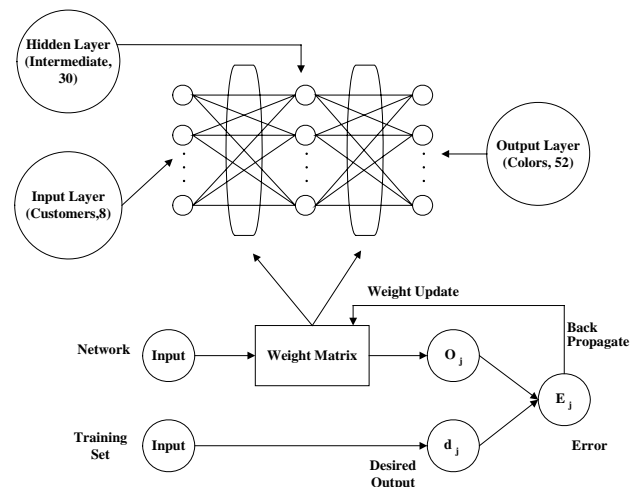 Hidden Layer
(Intermediate,
30)
Output Layer
(Colors, 52)
Input Layer
(Customers,8)
Weight Update
Back
Propagate
Network
Input
Weight Matrix
O j
E j
Training
Set
Input
d j
Desired
Output
Error